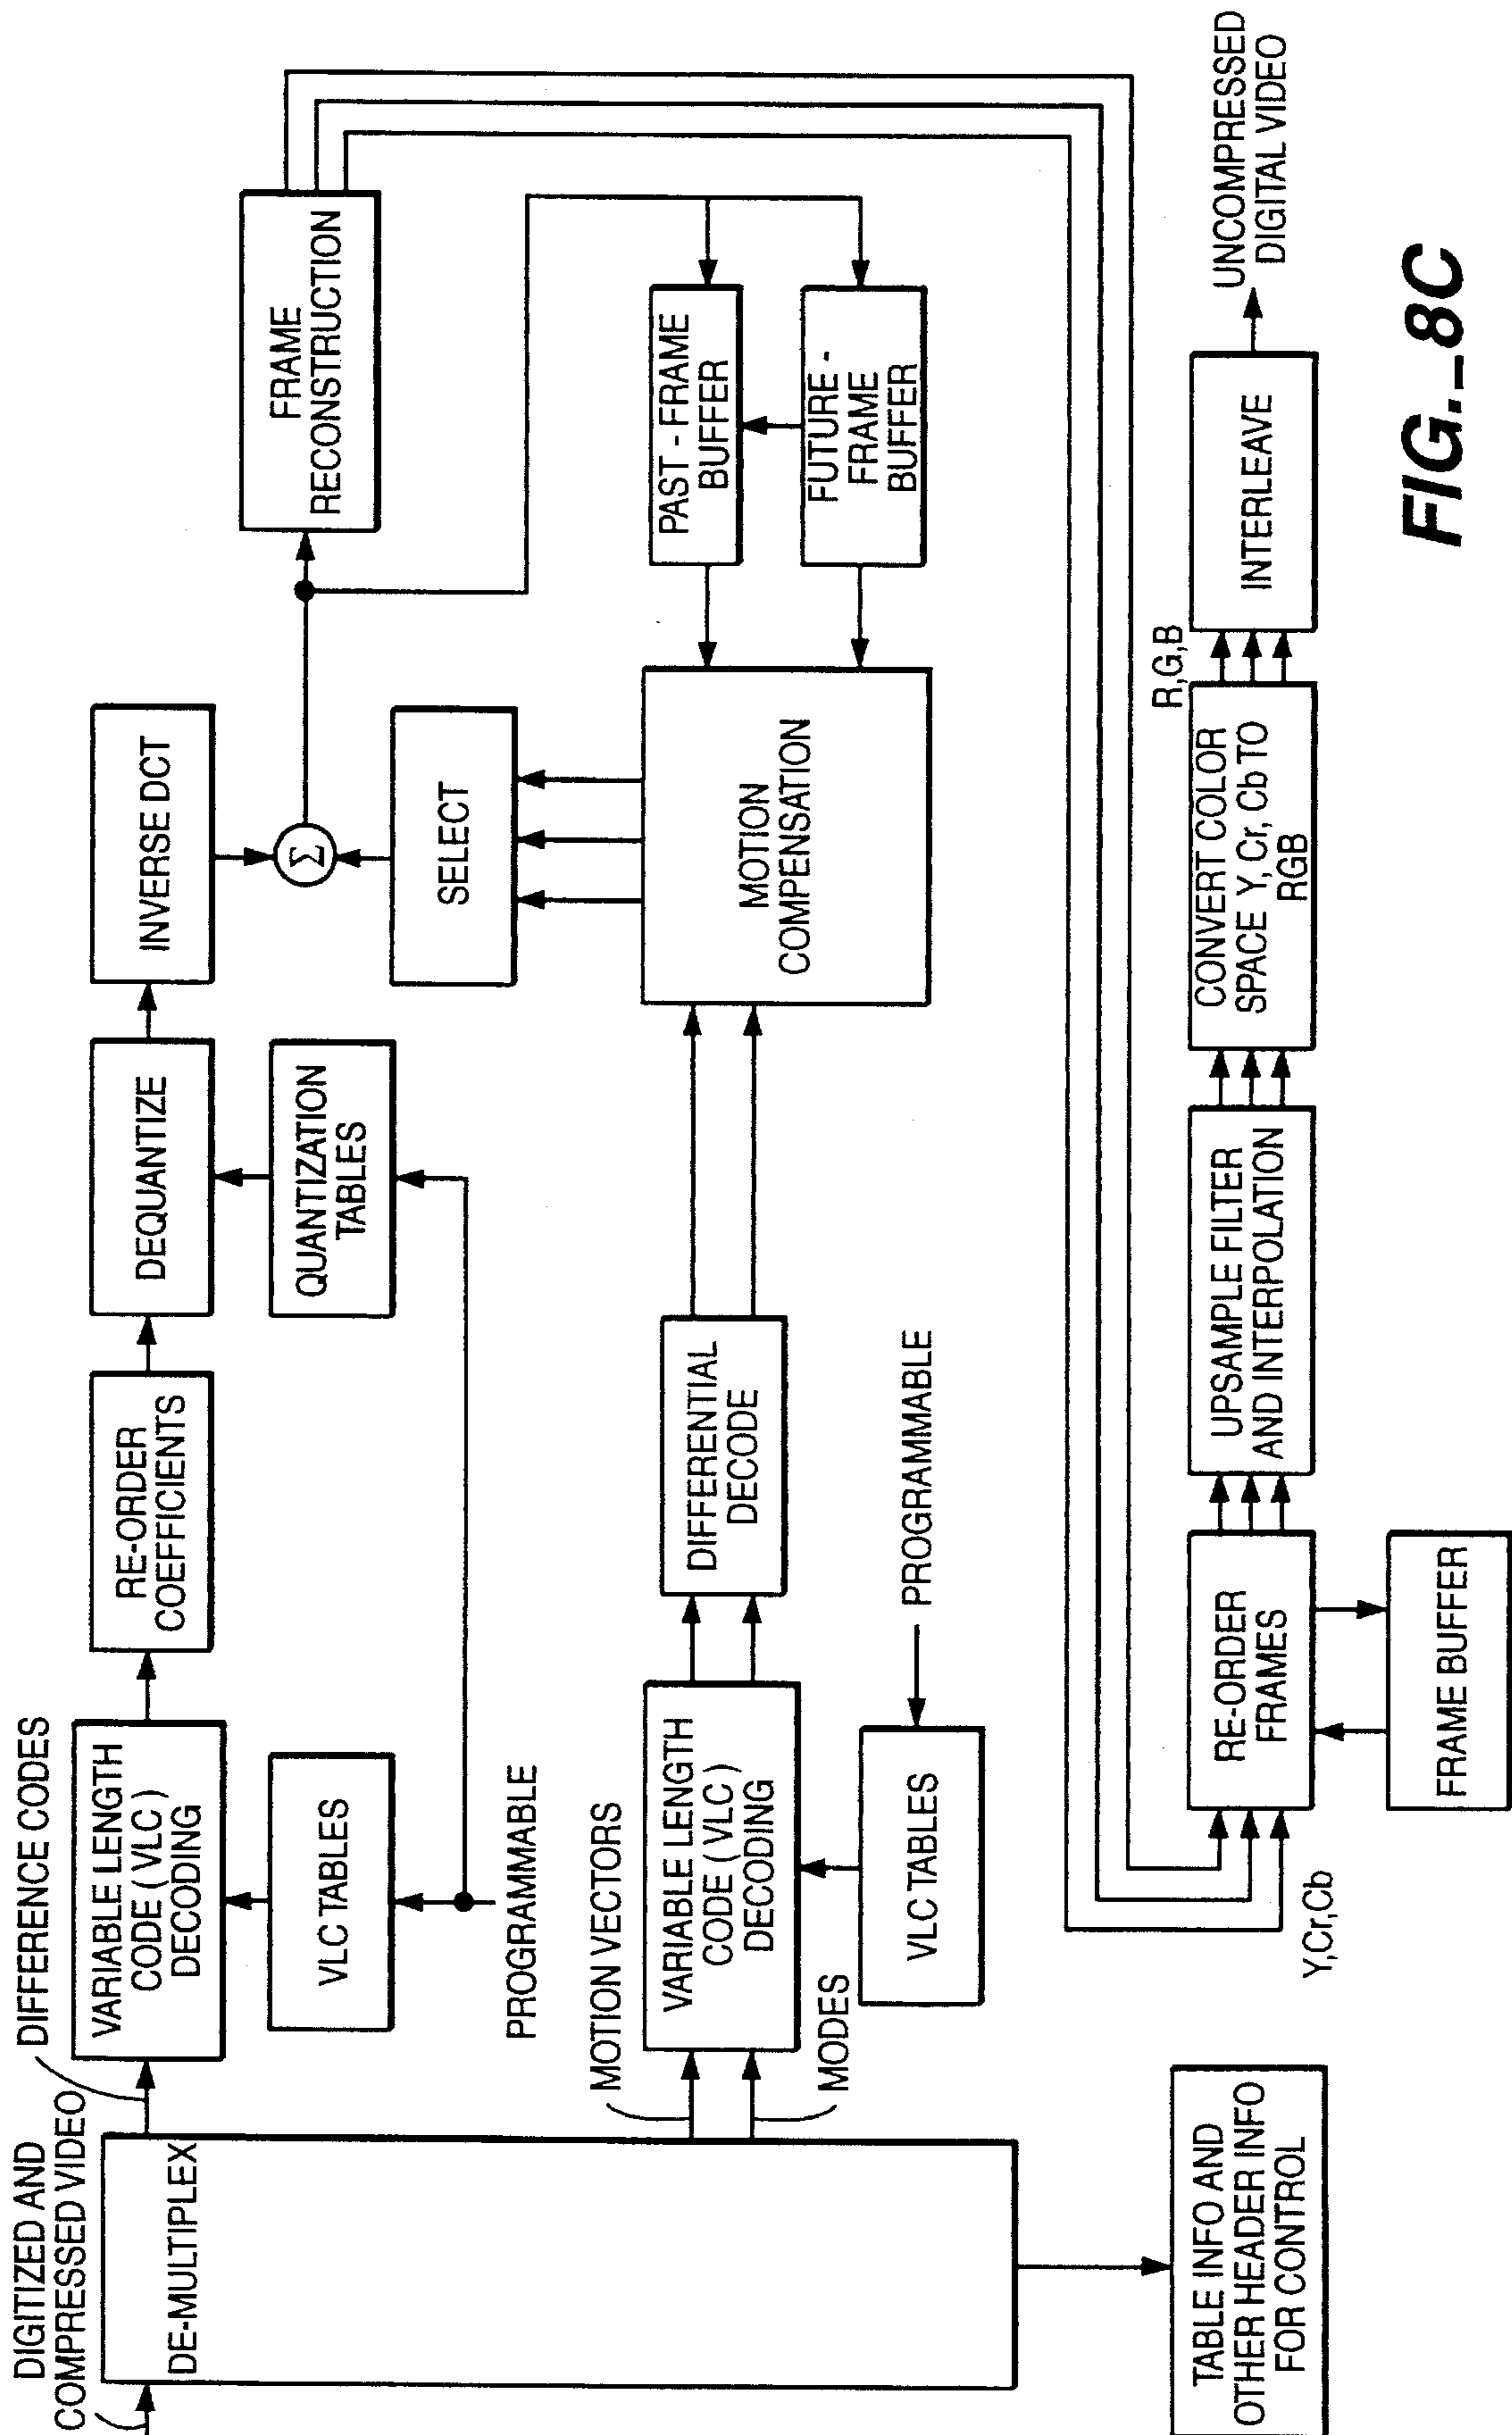 DIGITIZED AND
COMPRESSED VIDEO
DE-MULTIPLEX
DIFFERENCE CODES
VARIABLE LENGTH
CODE ( VLC )
DECODING
VLC TABLES
PROGRAMMABLE
RE-ORDER
COEFFICIENTS
DEQUANTIZE
QUANTIZATION
TABLES
INVERSE DCT
Σ
SELECT
FRAME
RECONSTRUCTION
MOTION VECTORS
MODES
VARIABLE LENGTH
CODE ( VLC )
DECODING
VLC TABLES
PROGRAMMABLE
DIFFERENTIAL
DECODE
MOTION
COMPENSATION
PAST - FRAME
BUFFER
FUTURE -
FRAME
BUFFER
TABLE INFO AND
OTHER HEADER INFO
FOR CONTROL
Y,Cr,Cb
RE-ORDER
FRAMES
FRAME BUFFER
UPSAMPLE FILTER
AND INTERPOLATION
CONVERT COLOR
SPACE Y, Cr, Cb TO
RGB
R,G,B
INTERLEAVE
UNCOMPRESSED
DIGITAL VIDEO
FIG._8C